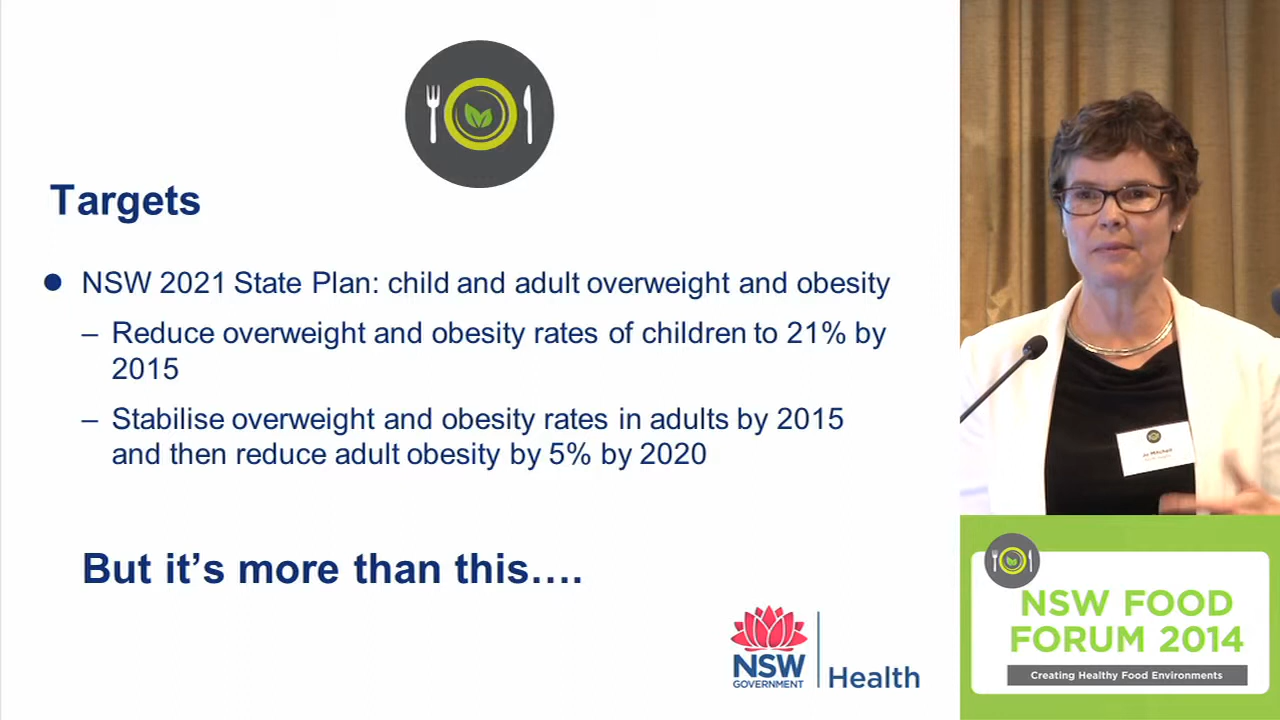 Targets
NSW 2021 State Plan: child and adult overweight and obesity
– Reduce overweight and obesity rates of children to 21% by
2015
– Stabilise overweight and obesity rates in adults by 2015
and then reduce adult obesity by 5% by 2020
But it’s more than this….
NSW
GOVERNMENT
Health
Jo Mitchell
NSW FOOD
FORUM 2014
Creating Healthy Food Environments